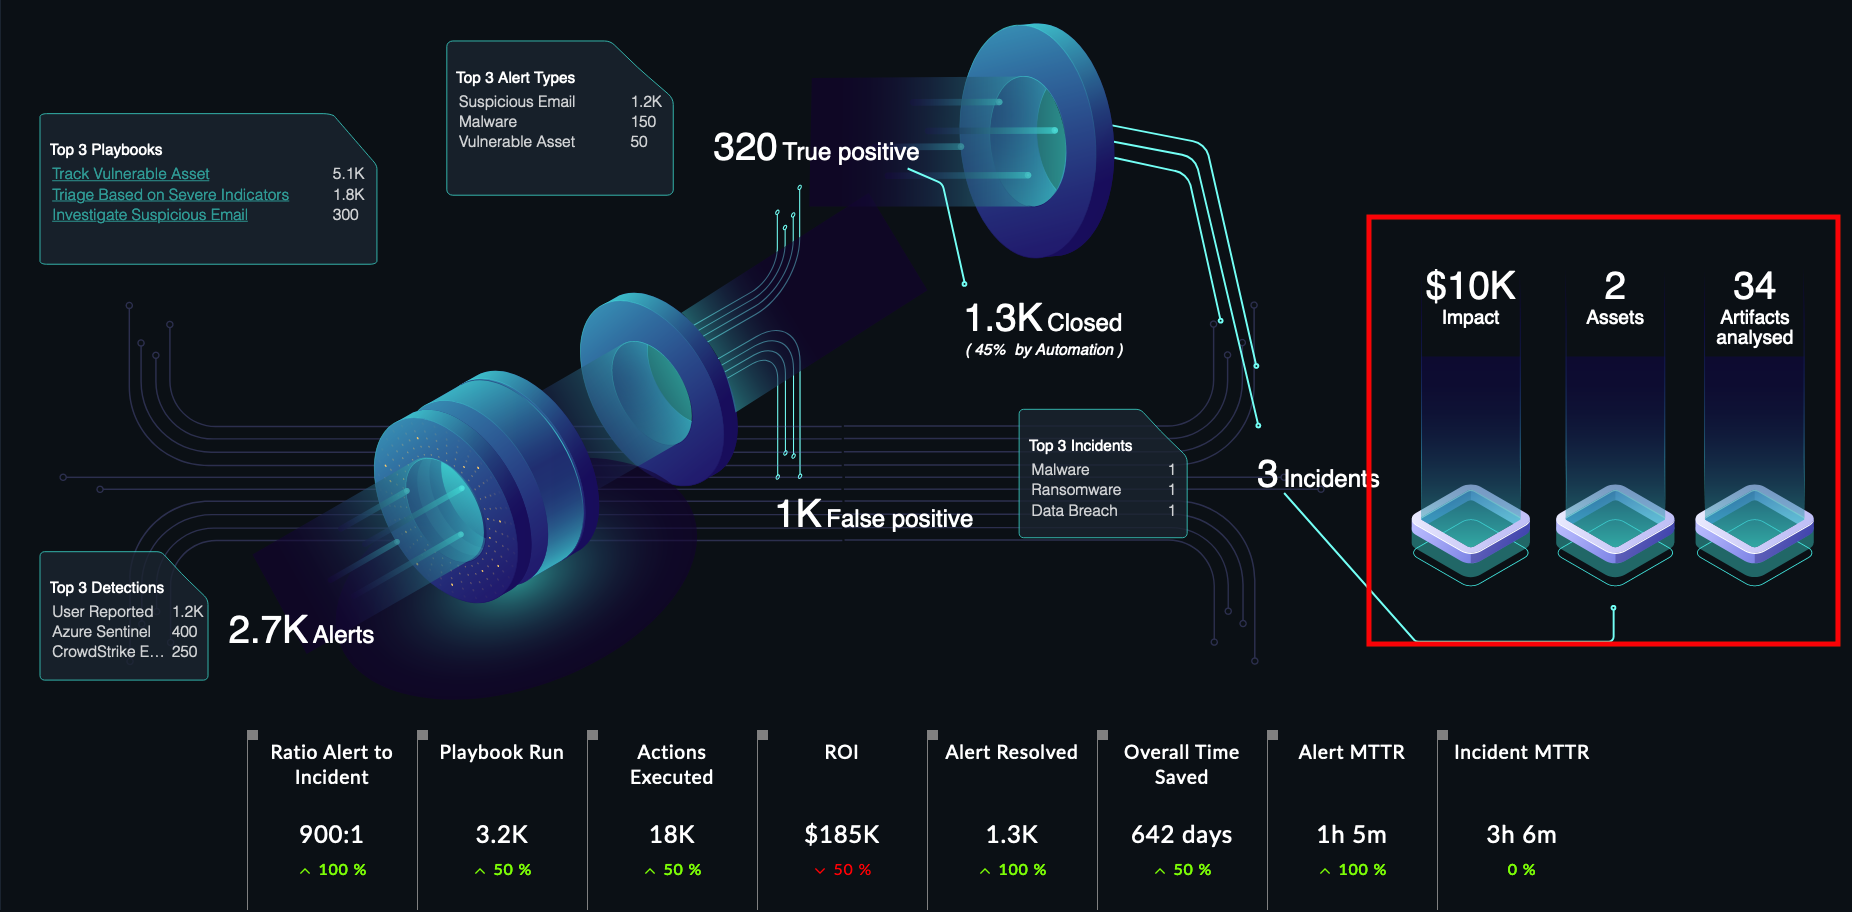 Top 3 Alert Types
Suspicious Email 1.2K
Malware 150
Vulnerable Asset 50
Top 3 Playbooks
Track Vulnerable Asset 5.1K
Triage Based on Severe Indicators 1.8K
Investigate Suspicious Email 300
320 True positive
1.3K Closed
( 45% by Automation )
$10K
Impact
2
Assets
34
Artifacts
analysed
Top 3 Incidents
Malware 1
Ransomware 1
Data Breach 1
3 Incidents
1K False positive
Top 3 Detections
User Reported 1.2K
Azure Sentinel 400
CrowdStrike E... 250
2.7K Alerts
Ratio Alert to
Incident
900:1
100 %
Playbook Run
3.2K
50 %
Actions
Executed
18K
50 %
ROI
$185K
50 %
Alert Resolved
1.3K
100 %
Overall Time
Saved
642 days
50 %
Alert MTTR
1h 5m
100 %
Incident MTTR
3h 6m
0 %